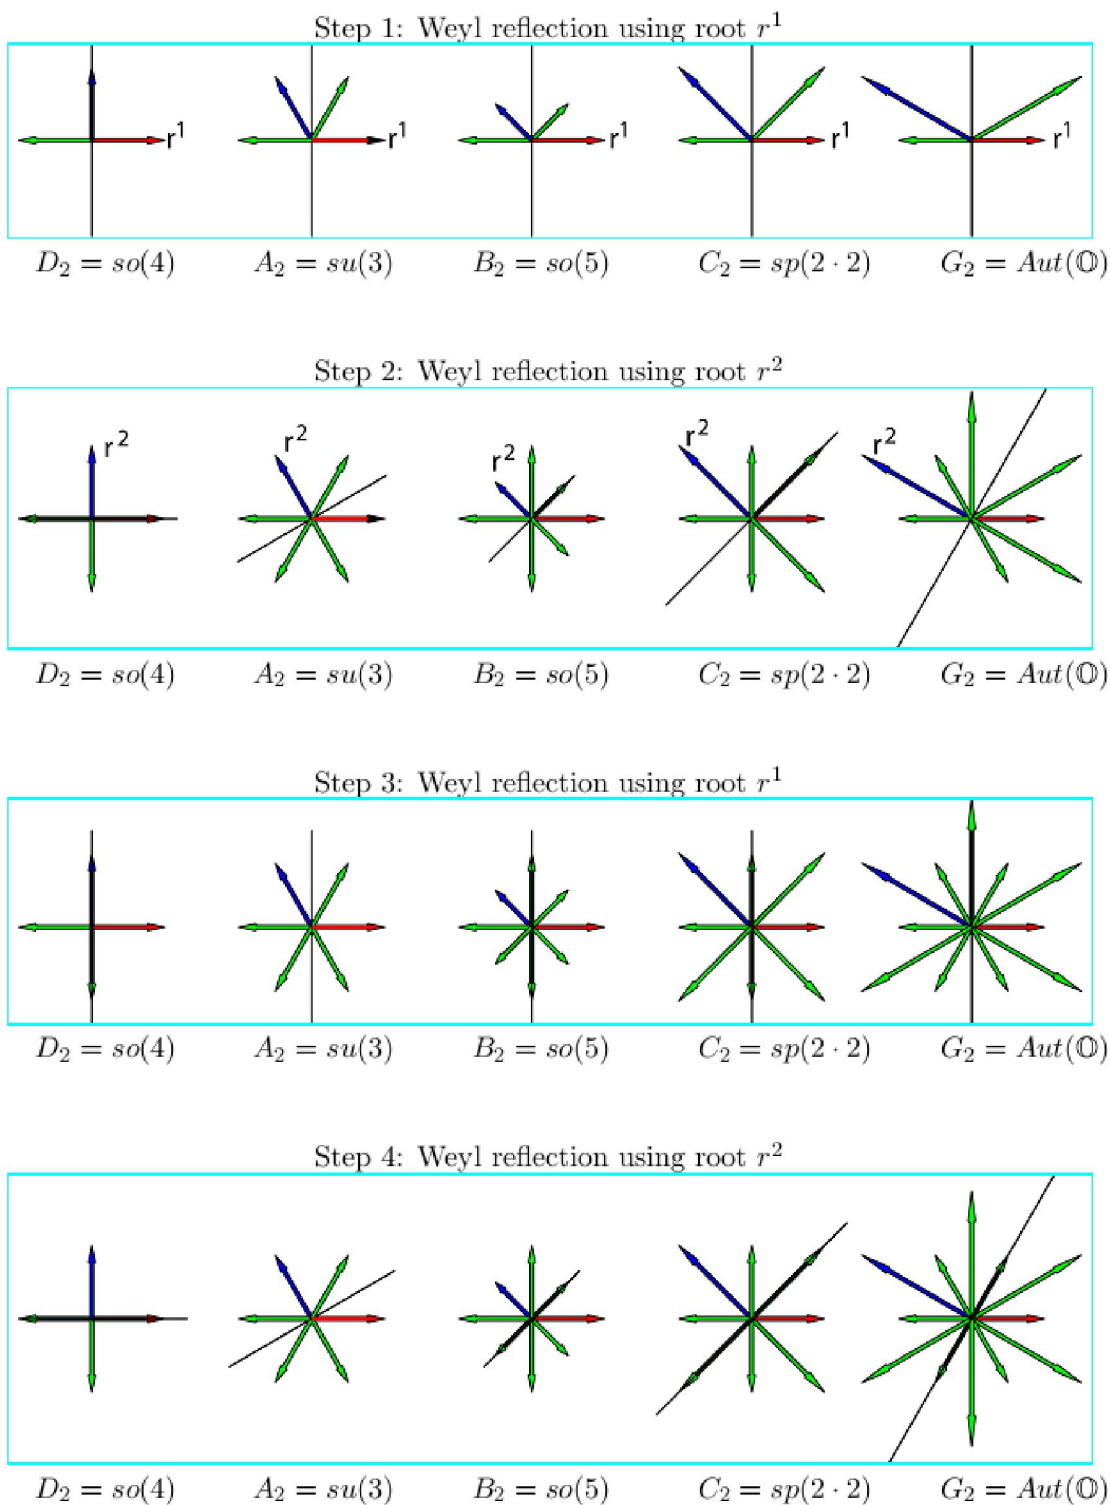 Step 1: Weyl reflection using root r¹
r¹ r¹ r¹ r¹ r¹
D₂ = so(4) A₂ = su(3) B₂ = so(5) C₂ = sp(2 · 2) G₂ = Aut(𝕆)
Step 2: Weyl reflection using root r²
r² r² r² r² r²
D₂ = so(4) A₂ = su(3) B₂ = so(5) C₂ = sp(2 · 2) G₂ = Aut(𝕆)
Step 3: Weyl reflection using root r¹
D₂ = so(4) A₂ = su(3) B₂ = so(5) C₂ = sp(2 · 2) G₂ = Aut(𝕆)
Step 4: Weyl reflection using root r²
D₂ = so(4) A₂ = su(3) B₂ = so(5) C₂ = sp(2 · 2) G₂ = Aut(𝕆)